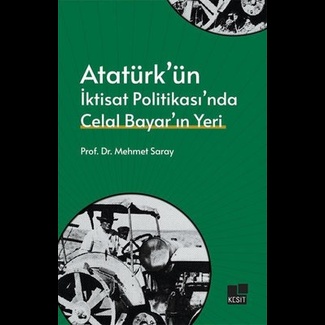 Atatürk'ün
İktisat Politikası'nda
Celal Bayar'ın Yeri
Prof. Dr. Mehmet Saray
KESİT